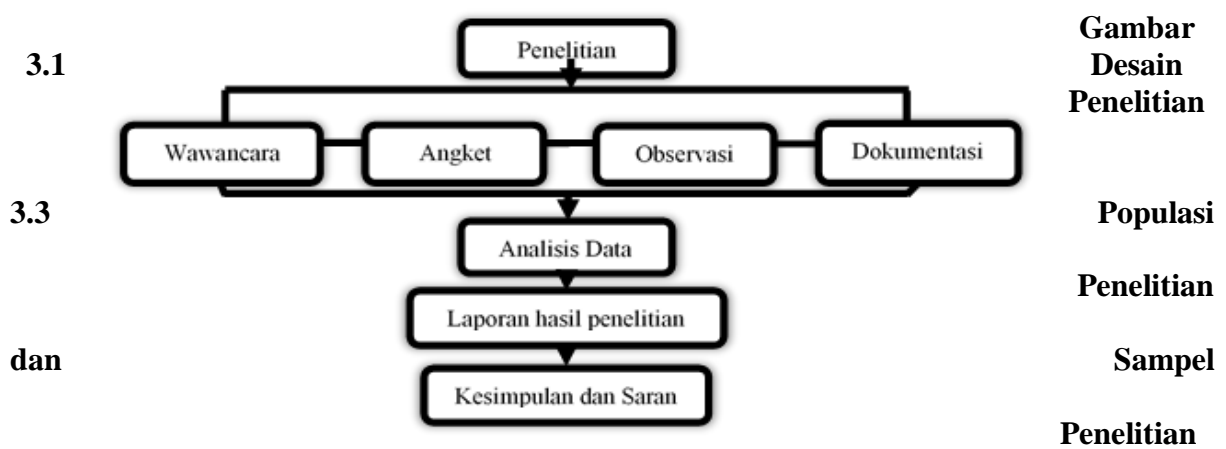 Gambar
3.1 Desain
Penelitian
Penelitian
Wawancara Angket Observasi Dokumentasi
3.3 Populasi
Analisis Data
Penelitian
Laporan hasil penelitian
dan Sampel
Kesimpulan dan Saran
Penelitian